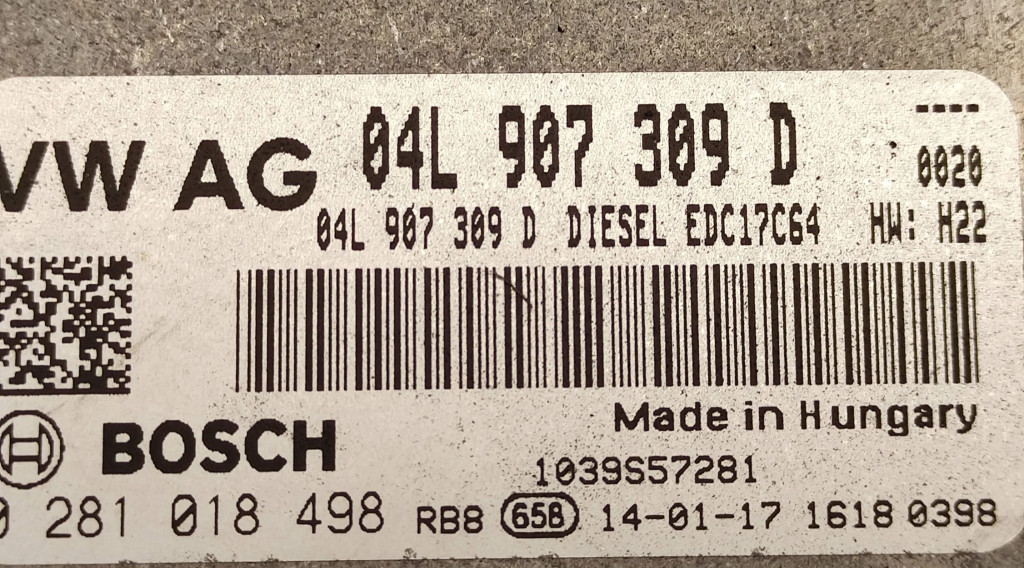 VW AG 04L 907 309 D ----
0020
04L 907 309 D DIESEL EDC17C64 HW: H22
Made in Hungary
BOSCH
1039S57281
0 281 018 498 RB8 65B 14-01-17 1618 0398